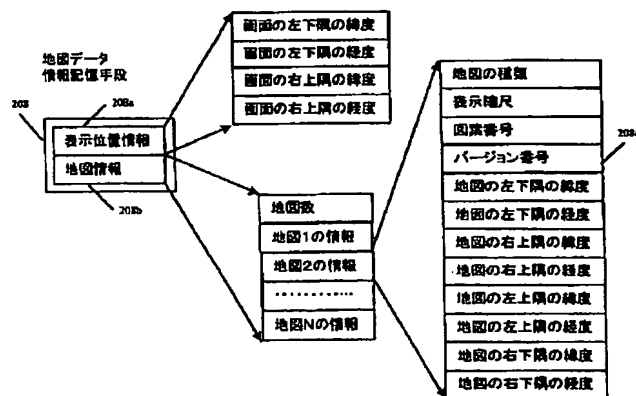 地図データ
情報記憶手段
208
208a
表示位置情報
地図情報
208b
画面の左下隅の緯度
画面の左下隅の経度
画面の右上隅の緯度
画面の右上隅の経度
地図数
地図1の情報
地図2の情報
…………
地図Nの情報
地図の種類
表示縮尺
図葉番号
バージョン番号
地図の左下隅の緯度
地図の左下隅の経度
地図の右上隅の緯度
地図の右上隅の経度
地図の左上隅の緯度
地図の左上隅の経度
地図の右下隅の緯度
地図の右下隅の経度